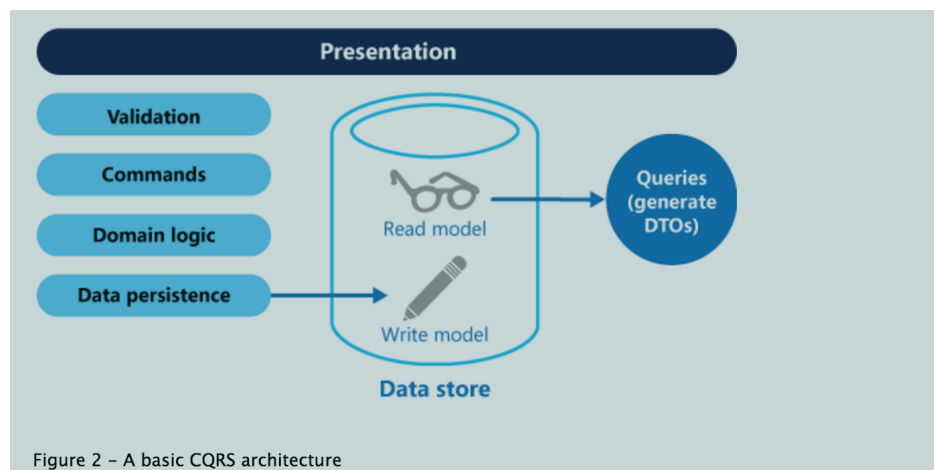 Presentation
Validation
Commands
Domain logic
Data persistence
Read model
Write model
Data store
Queries
(generate
DTOs)
Figure 2 – A basic CQRS architecture